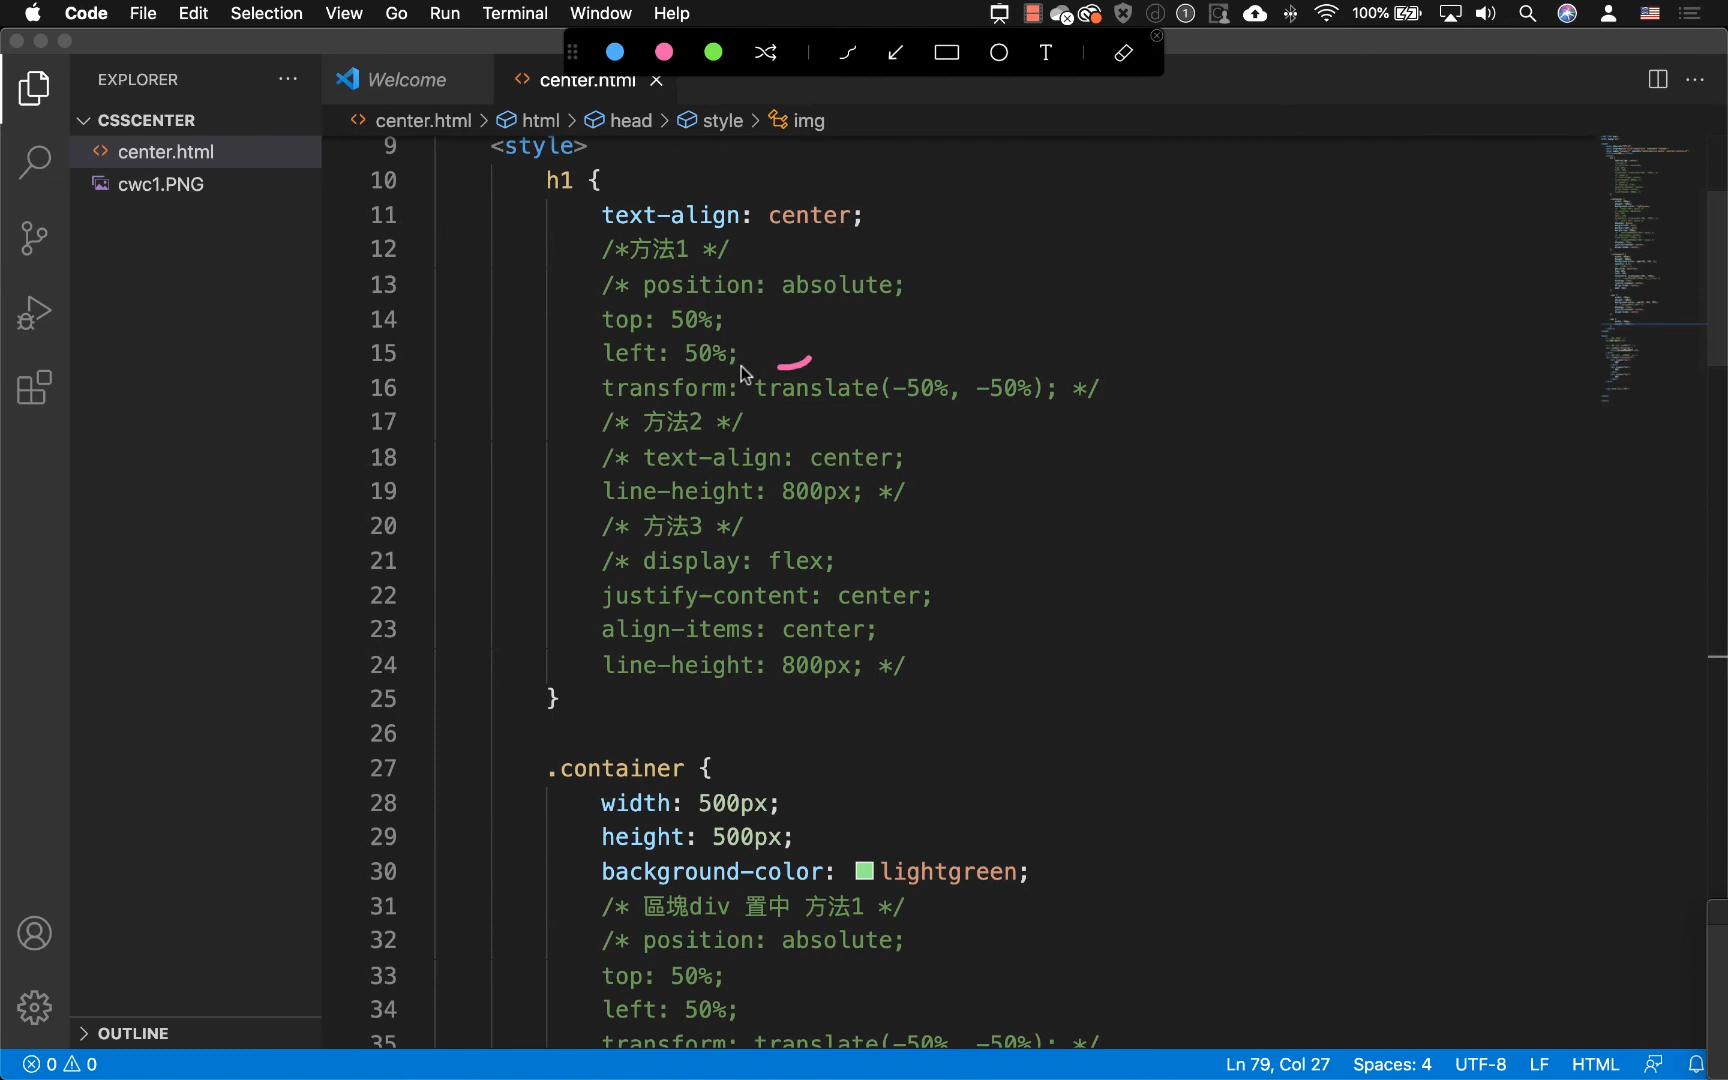 Code File Edit Selection View Go Run Terminal Window Help 100%
EXPLORER
Welcome
center.html
CSSCENTER
center.html > html > head > style > img
center.html
cwc1.PNG
9 <style>
10 h1 {
11 text-align: center;
12 /*方法1 */
13 /* position: absolute;
14 top: 50%;
15 left: 50%;
16 transform: translate(-50%, -50%); */
17 /* 方法2 */
18 /* text-align: center;
19 line-height: 800px; */
20 /* 方法3 */
21 /* display: flex;
22 justify-content: center;
23 align-items: center;
24 line-height: 800px; */
25 }
26
27 .container {
28 width: 500px;
29 height: 500px;
30 background-color: lightgreen;
31 /* 區塊div 置中 方法1 */
32 /* position: absolute;
33 top: 50%;
34 left: 50%;
35 transform: translate(-50%, -50%); */
OUTLINE
0 0 Ln 79, Col 27 Spaces: 4 UTF-8 LF HTML